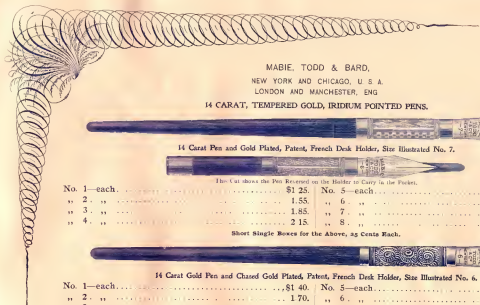 MABIE, TODD & BARD,
NEW YORK AND CHICAGO, U S A.
LONDON AND MANCHESTER, ENG
14 CARAT, TEMPERED GOLD, IRIDIUM POINTED PENS.
14 Carat Pen and Gold Plated, Patent, French Desk Holder, Size Illustrated No. 7.
This Cut shows the Pen Reversed on the Holder to Carry in the Pocket.
No. 1—each........................$1 25. No. 5—each
„ 2 „ ........................1.55. „ 6 „
„ 3 „ ........................1.85. „ 7 „
„ 4 „ ........................2 15. „ 8 „
Short Single Boxes for the Above, 25 Cents Each.
14 Carat Gold Pen and Chased Gold Plated, Patent, French Desk Holder, Size Illustrated No. 6.
No. 1—each........................$1 40. No. 5—each
„ 2 „ ........................1 70. „ 6 „